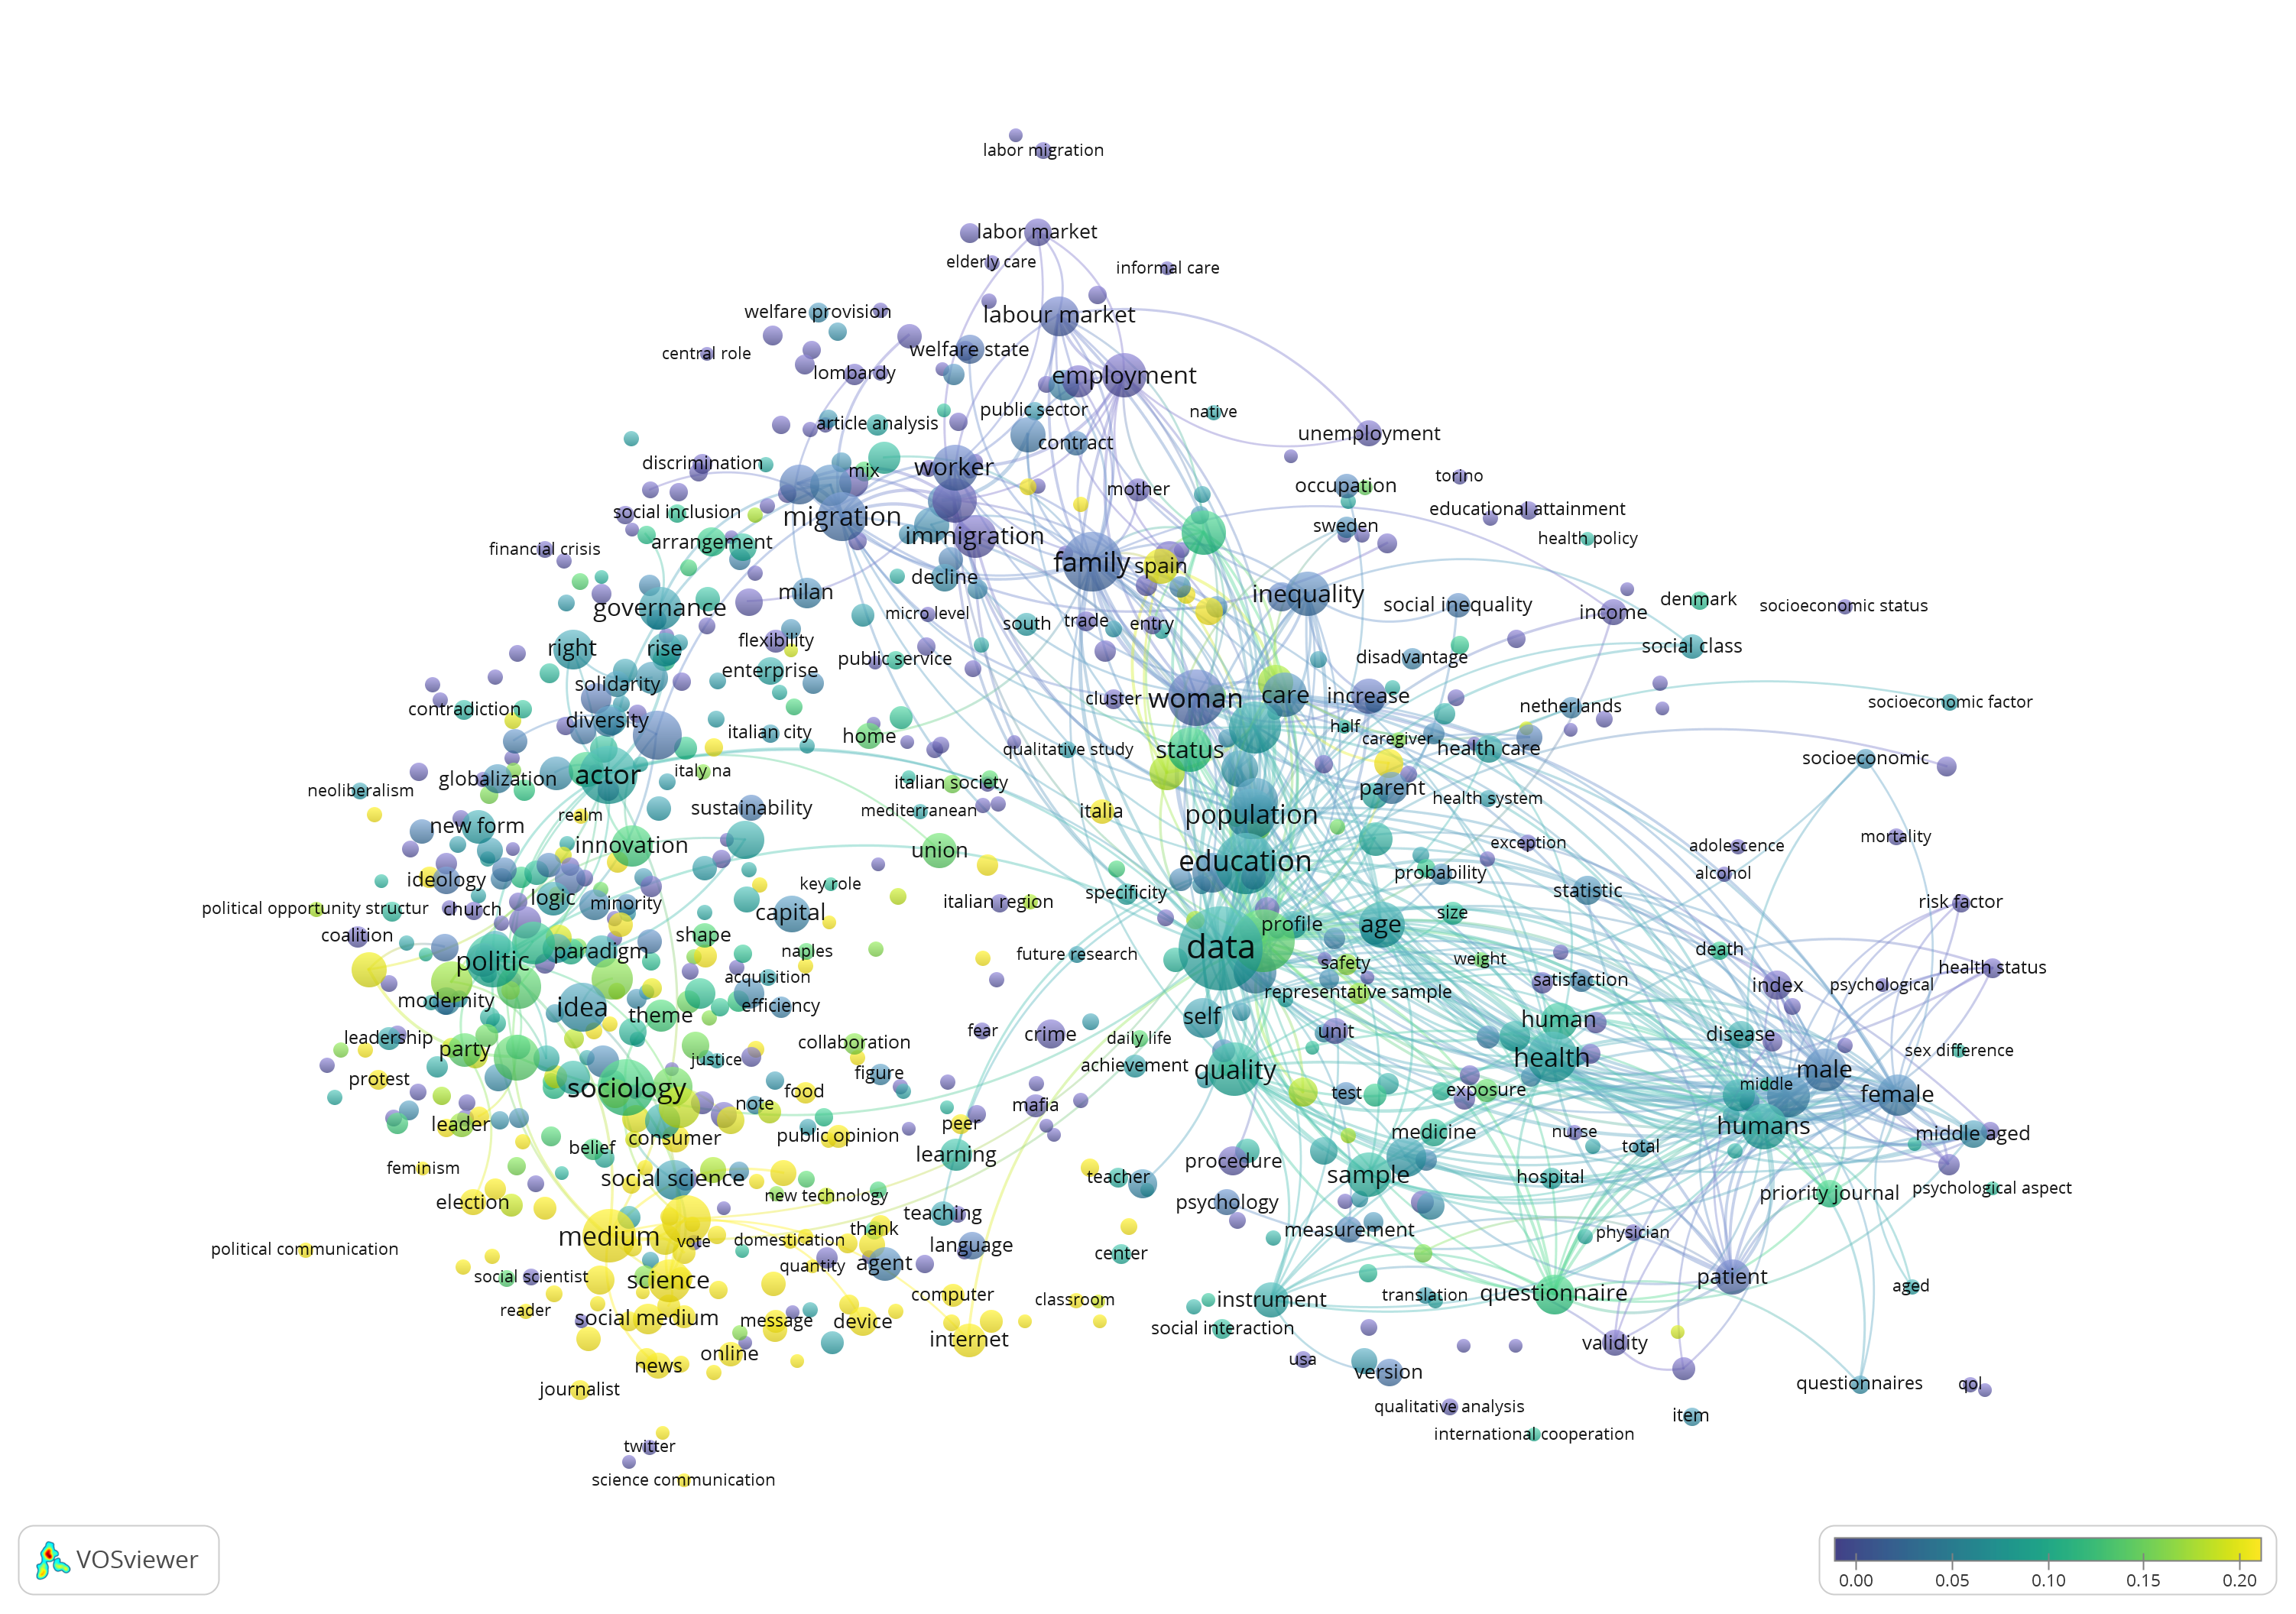 labor migration
labor market
elderly care
informal care
welfare provision
labour market
central role
welfare state
lombardy
employment
public sector
native
article analysis
contract
unemployment
discrimination
mix
worker
torino
mother
occupation
social inclusion
migration
educational attainment
sweden
arrangement
immigration
health policy
financial crisis
family
spain
decline
milan
inequality
social inequality
denmark
socioeconomic status
governance
micro level
income
south
trade
entry
right
rise
flexibility
public service
disadvantage
social class
enterprise
solidarity
woman
cluster
care
increase
socioeconomic factor
contradiction
netherlands
diversity
italian city
home
half
caregiver
qualitative study
status
health care
socioeconomic
actor
italy na
globalization
italian society
neoliberalism
parent
health system
sustainability
mediterranean
italia
realm
population
new form
innovation
mortality
union
exception
adolescence
education
ideology
key role
probability
alcohol
logic
specificity
statistic
minority
political opportunity structur
church
capital
italian region
size
risk factor
profile
age
coalition
shape
paradigm
naples
future research
data
death
politic
safety
weight
health status
acquisition
satisfaction
psychological
index
modernity
representative sample
idea
efficiency
theme
self
human
leadership
fear
crime
daily life
unit
disease
collaboration
party
justice
health
sex difference
achievement
protest
figure
quality
male
middle
sociology
food
test
exposure
female
note
mafia
leader
peer
humans
consumer
public opinion
medicine
nurse
middle aged
belief
learning
total
feminism
procedure
social science
teacher
sample
hospital
new technology
priority journal
psychological aspect
election
psychology
teaching
thank
measurement
physician
medium
vote
domestication
language
political communication
center
agent
quantity
social scientist
science
patient
aged
computer
classroom
instrument
translation
questionnaire
reader
social medium
message
device
social interaction
internet
validity
online
usa
news
version
journalist
questionnaires
qol
qualitative analysis
item
international cooperation
twitter
science communication
VOSviewer
0.00 0.05 0.10 0.15 0.20